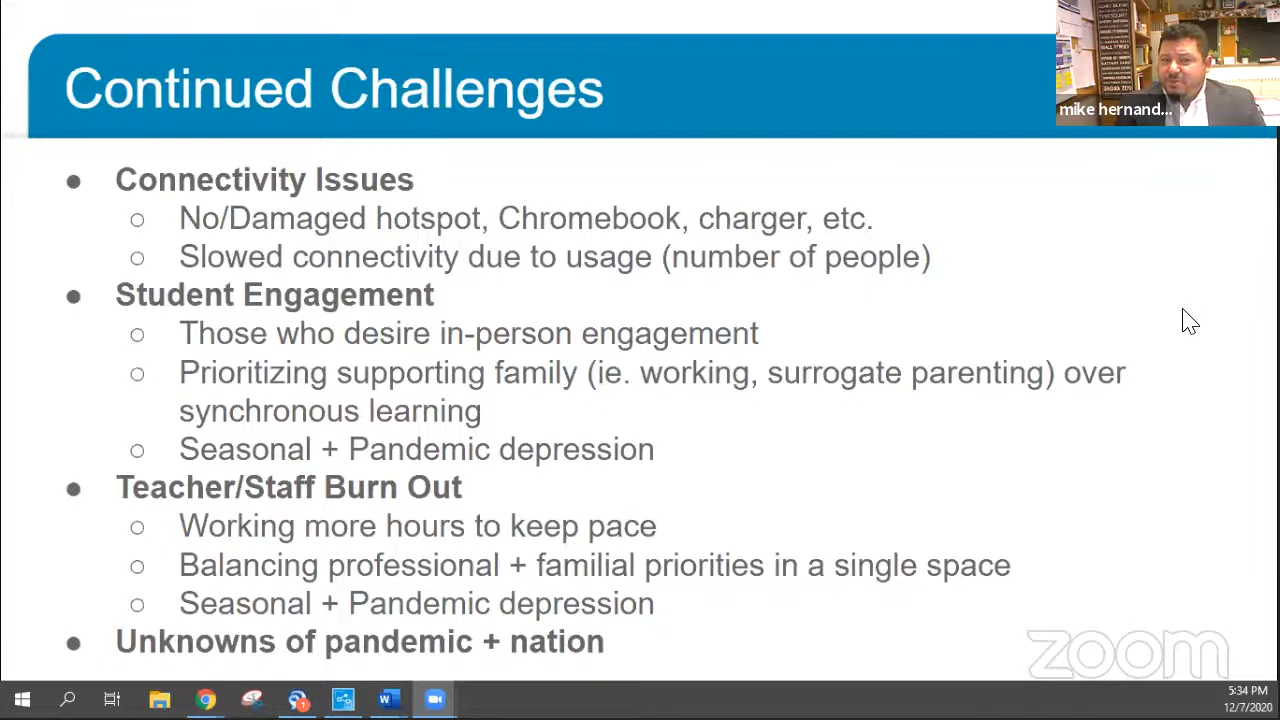 Continued Challenges
mike hernand...
● Connectivity Issues
○ No/Damaged hotspot, Chromebook, charger, etc.
○ Slowed connectivity due to usage (number of people)
● Student Engagement
○ Those who desire in-person engagement
○ Prioritizing supporting family (ie. working, surrogate parenting) over
synchronous learning
○ Seasonal + Pandemic depression
● Teacher/Staff Burn Out
○ Working more hours to keep pace
○ Balancing professional + familial priorities in a single space
○ Seasonal + Pandemic depression
● Unknowns of pandemic + nation
zoom
5:34 PM
12/7/2020